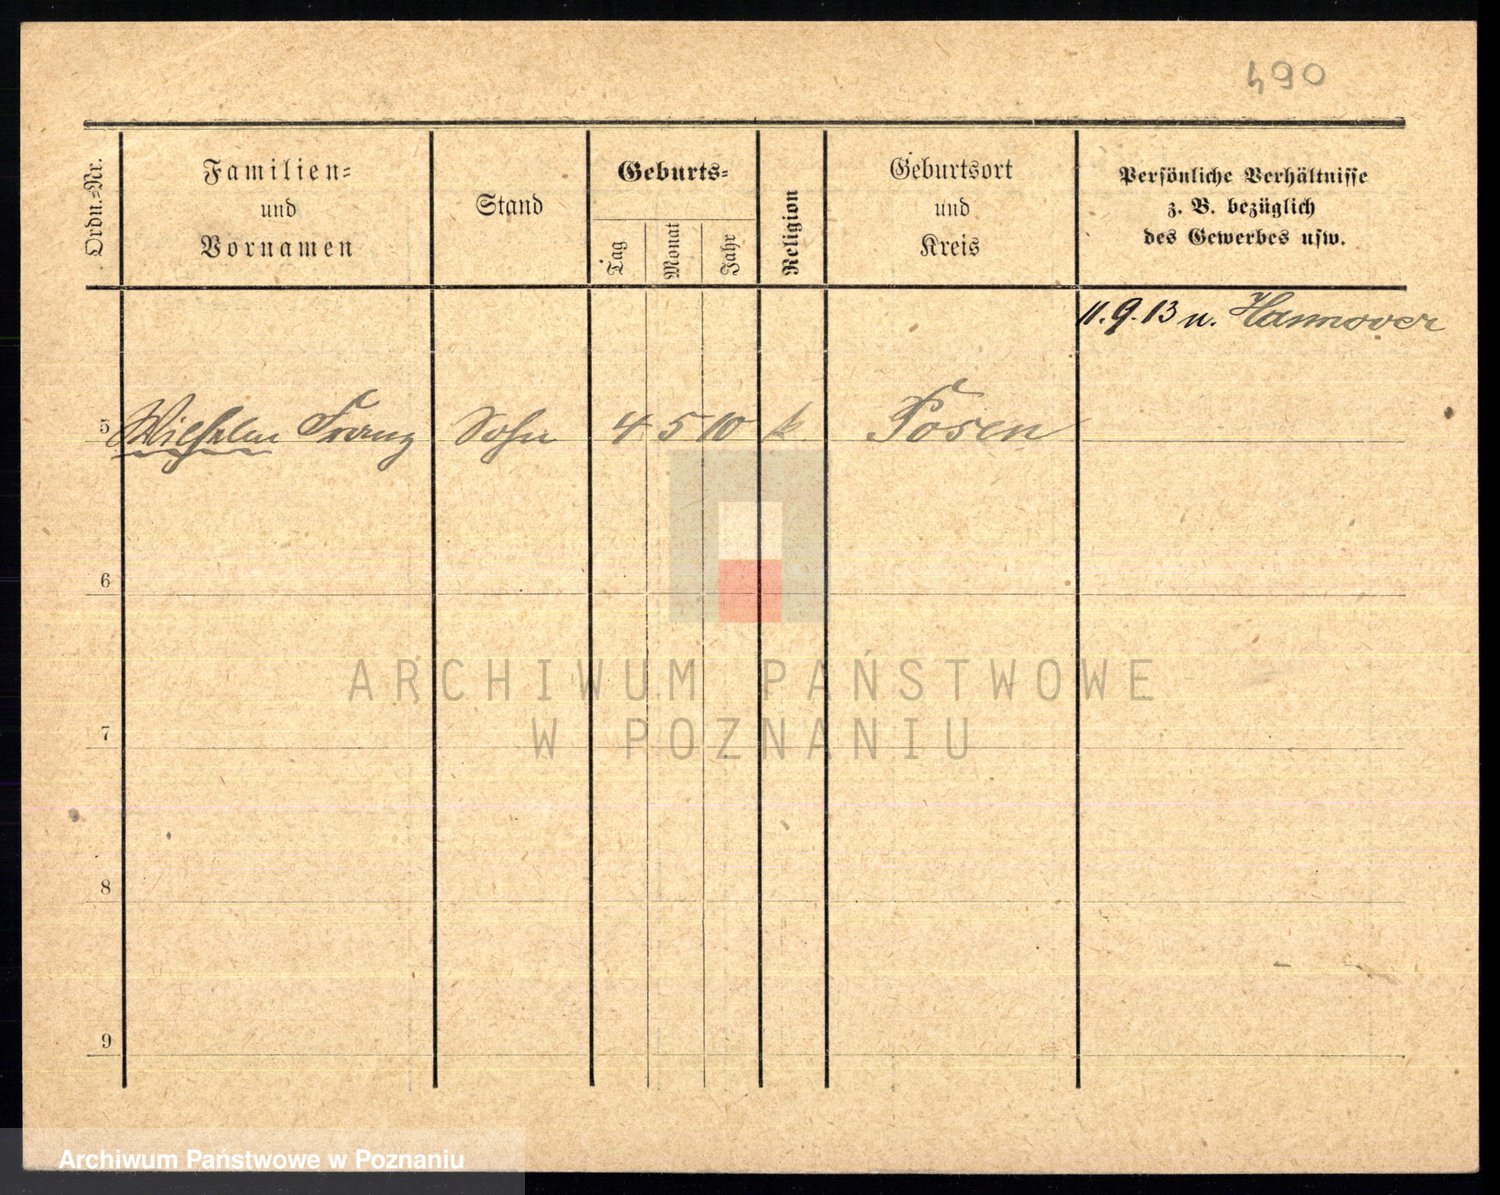 490
Ordn.-Nr.
Familien-
und
Vornamen
Stand
Geburts-
Tag
Monat
Jahr
Religion
Geburtsort
und
Kreis
Persönliche Verhältnisse
z. B. bezüglich
des Gewerbes usw.
11.9.13 n. Hannover
5 Wilhelm Franz Sohn 4 5 10 k Posen
6
7
8
9
ARCHIWUM PAŃSTWOWE
W POZNANIU
Archiwum Państwowe w Poznaniu